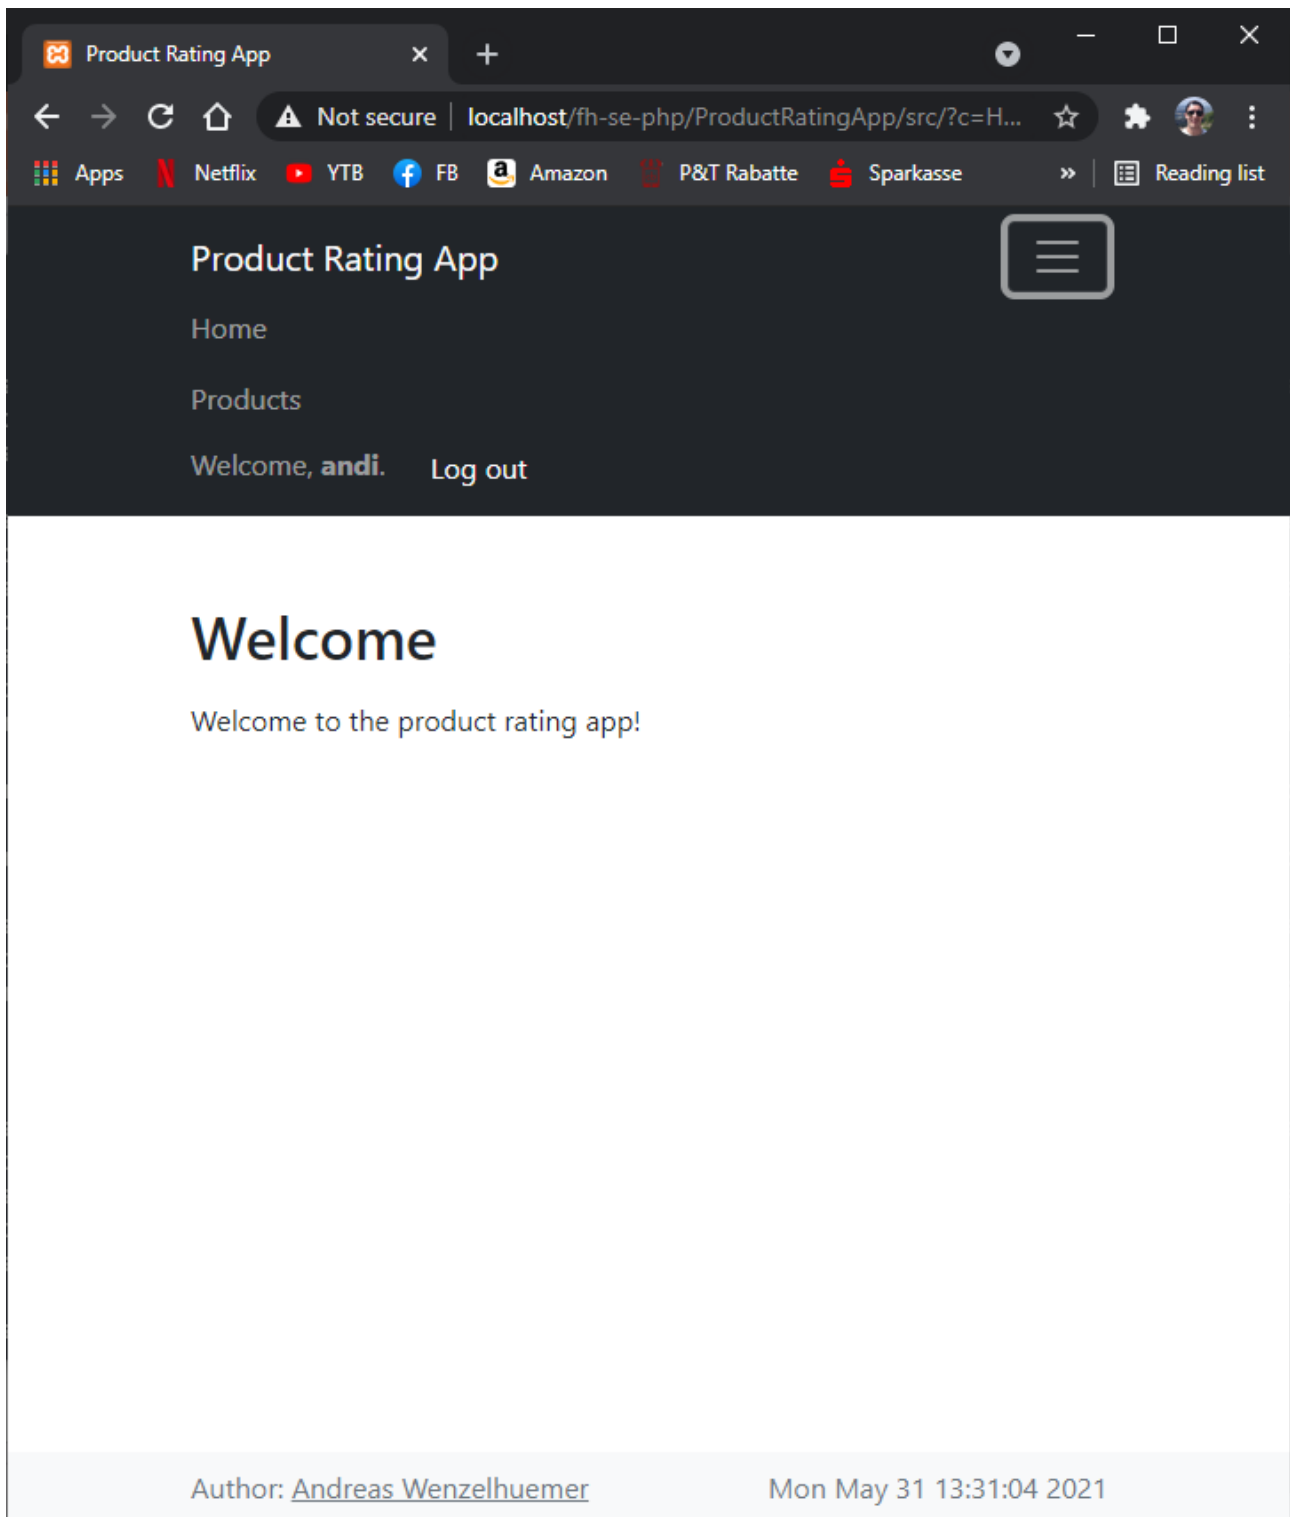 Product Rating App
Not secure localhost/fh-se-php/ProductRatingApp/src/?c=H...
Apps Netflix YTB FB Amazon P&T Rabatte Sparkasse » Reading list
Product Rating App
Home
Products
Welcome, andi. Log out
Welcome
Welcome to the product rating app!
Author: Andreas Wenzelhuemer Mon May 31 13:31:04 2021